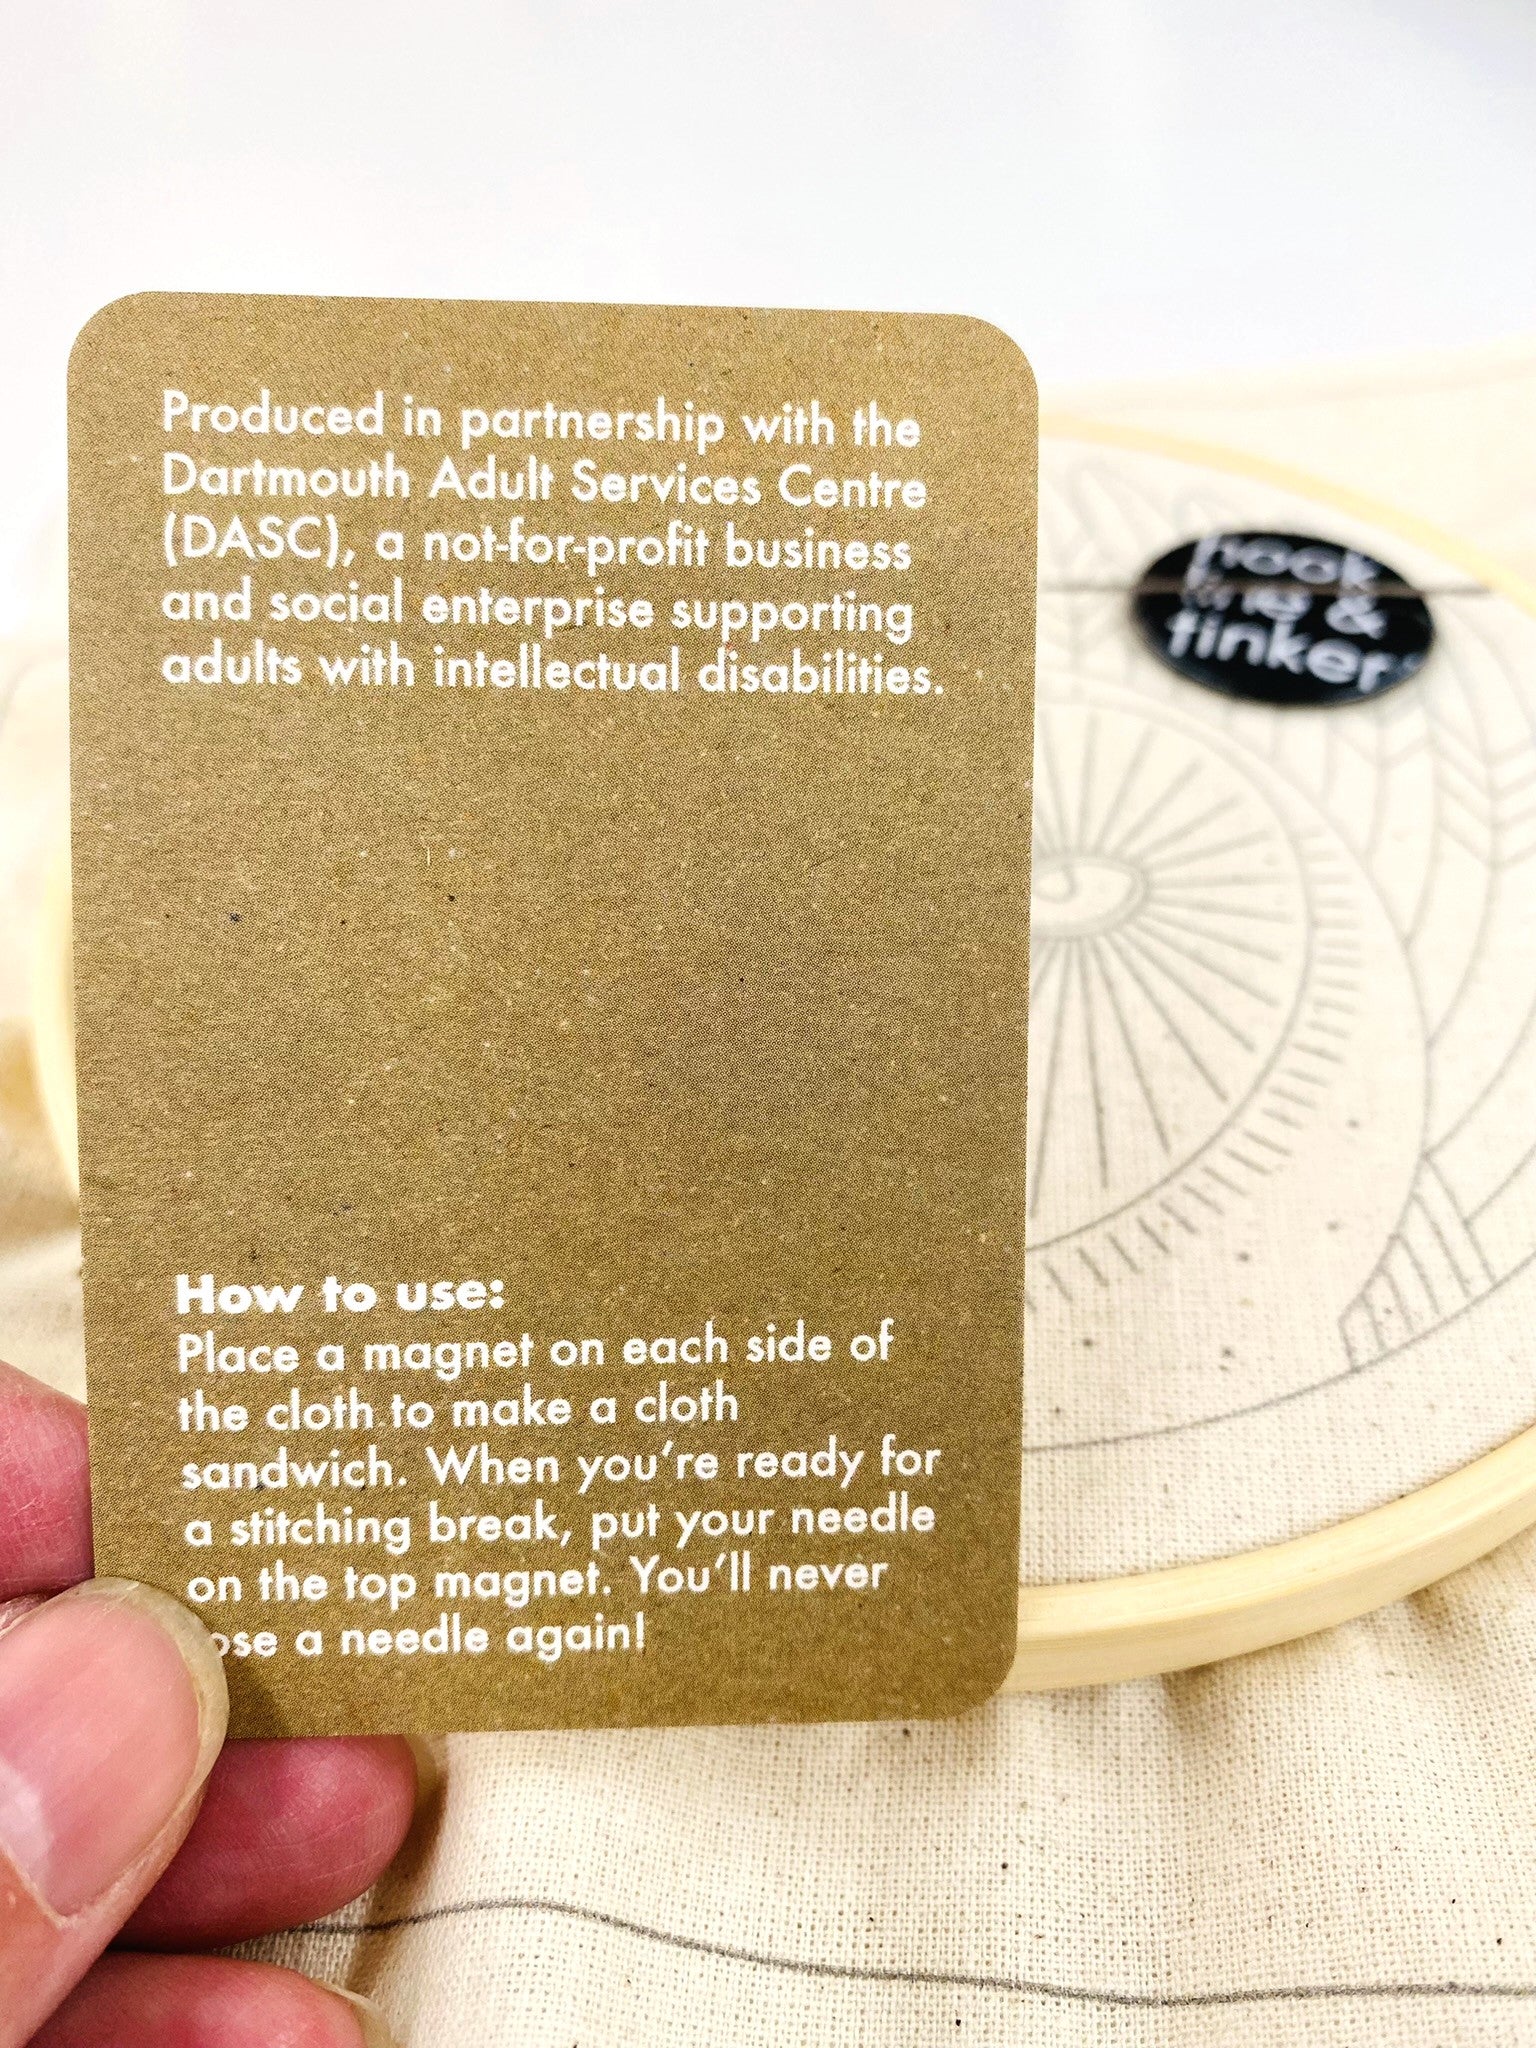 Produced in partnership with the
Dartmouth Adult Services Centre
(DASC), a not-for-profit business
and social enterprise supporting
adults with intellectual disabilities.
How to use:
Place a magnet on each side of
the cloth to make a cloth
sandwich. When you're ready for
a stitching break, put your needle
on the top magnet. You'll never
ose a needle again!
hook
line &
tinker